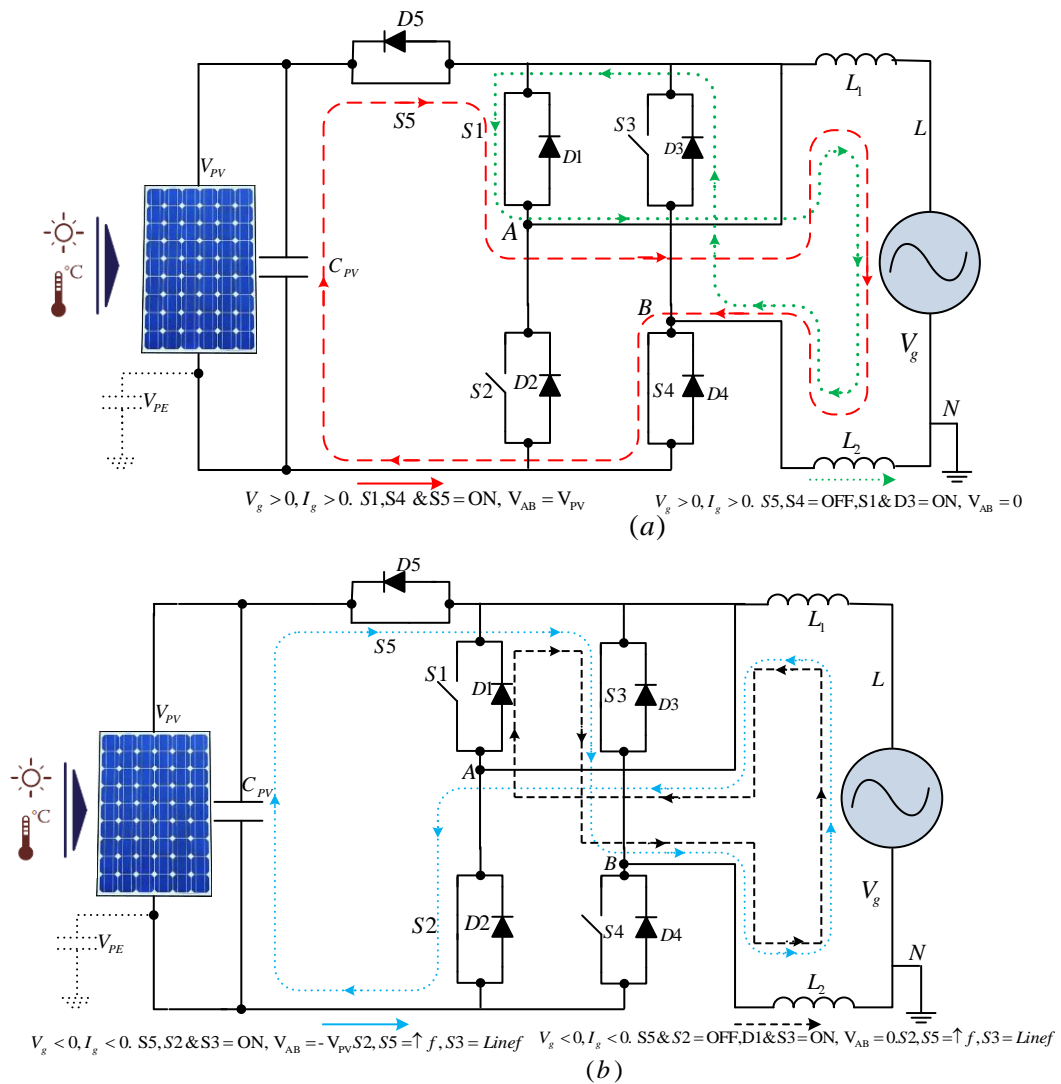 D5
S5
L₁
V_PV
S1
D1
S3
D3
L
A
°C
C_PV
B
V_g
S2
D2
S4
D4
V_PE
N
L₂
V_g > 0, I_g > 0. S1,S4 & S5 = ON, V_AB = V_PV
V_g > 0, I_g > 0. S5,S4 = OFF,S1 & D3 = ON, V_AB = 0
(a)
D5
S5
L₁
S1
D1
S3
D3
L
V_PV
A
°C
C_PV
B
V_g
S2
D2
S4
D4
V_PE
N
L₂
V_g < 0, I_g < 0. S5,S2 & S3 = ON, V_AB = - V_PV S2, S5 = ↑ f, S3 = Linef
V_g < 0, I_g < 0. S5 & S2 = OFF,D1 & S3 = ON, V_AB = 0.S2, S5 = ↑ f, S3 = Linef
(b)